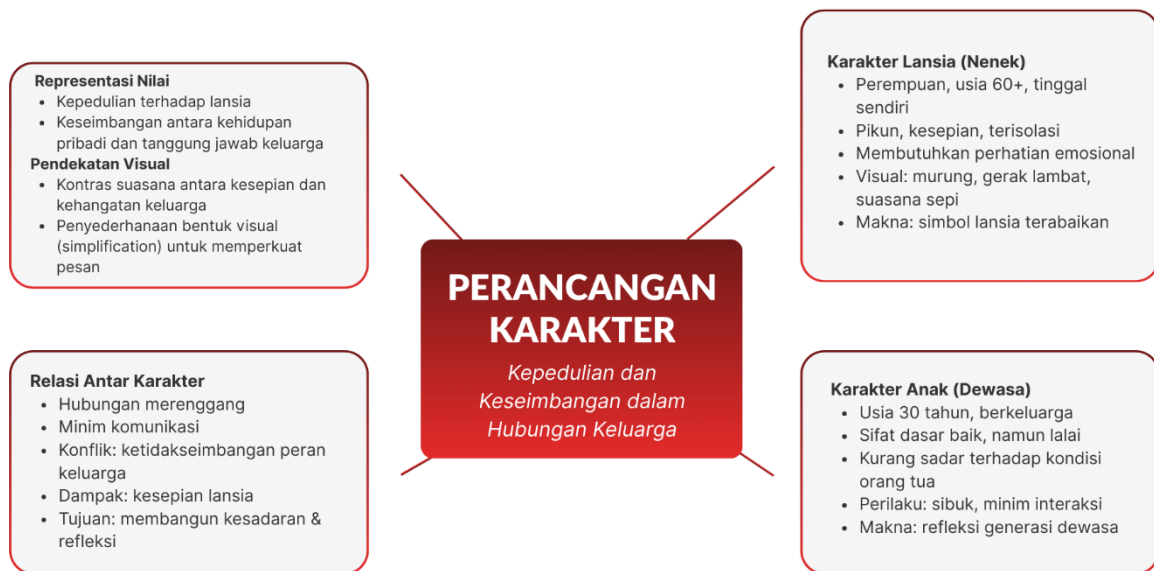 Representasi Nilai
• Kepedulian terhadap lansia
• Keseimbangan antara kehidupan
pribadi dan tanggung jawab keluarga
Pendekatan Visual
• Kontras suasana antara kesepian dan
kehangatan keluarga
• Penyederhanaan bentuk visual
(simplification) untuk memperkuat
pesan
Karakter Lansia (Nenek)
• Perempuan, usia 60+, tinggal
sendiri
• Pikun, kesepian, terisolasi
• Membutuhkan perhatian emosional
• Visual: murung, gerak lambat,
suasana sepi
• Makna: simbol lansia terabaikan
PERANCANGAN
KARAKTER
Kepedulian dan
Keseimbangan dalam
Hubungan Keluarga
Relasi Antar Karakter
• Hubungan merenggang
• Minim komunikasi
• Konflik: ketidakseimbangan peran
keluarga
• Dampak: kesepian lansia
• Tujuan: membangun kesadaran &
refleksi
Karakter Anak (Dewasa)
• Usia 30 tahun, berkeluarga
• Sifat dasar baik, namun lalai
• Kurang sadar terhadap kondisi
orang tua
• Perilaku: sibuk, minim interaksi
• Makna: refleksi generasi dewasa